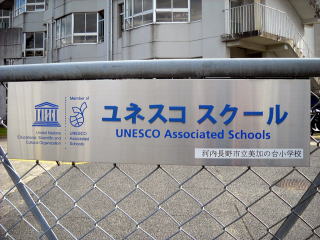 ユネスコ スクール
UNESCO Associated Schools
United Nations
Educational, Scientific and
Cultural Organization
Member of
UNESCO
Associated
Schools
河内長野市立美加の台小学校